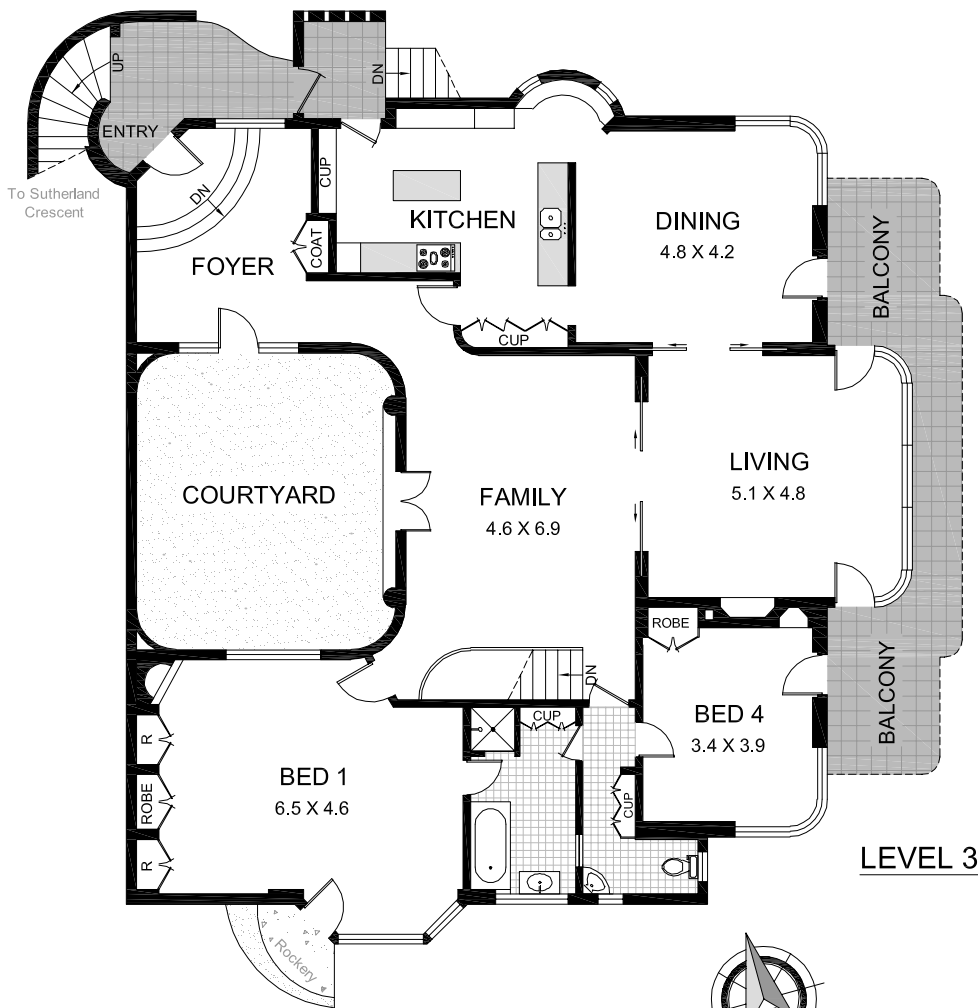 UP
DN
ENTRY
To Sutherland
Crescent
DN
CUP
COAT
FOYER
KITCHEN
CUP
DINING
4.8 X 4.2
BALCONY
COURTYARD
FAMILY
4.6 X 6.9
LIVING
5.1 X 4.8
ROBE
BALCONY
DN
CUP
BED 4
3.4 X 3.9
R
ROBE
R
BED 1
6.5 X 4.6
CUP
LEVEL 3
Rockery